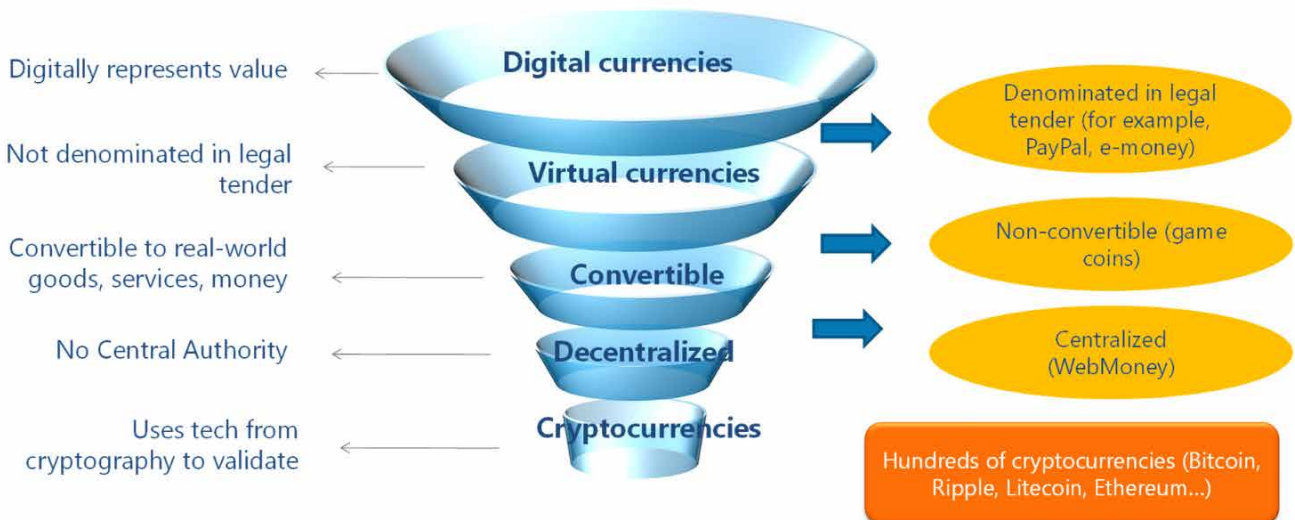 Digital currencies
Digitally represents value
Denominated in legal
tender (for example,
PayPal, e-money)
Not denominated in legal
tender
Virtual currencies
Non-convertible (game
coins)
Convertible to real-world
goods, services, money
Convertible
No Central Authority
Decentralized
Centralized
(WebMoney)
Uses tech from
cryptography to validate
Cryptocurrencies
Hundreds of cryptocurrencies (Bitcoin,
Ripple, Litecoin, Ethereum...)